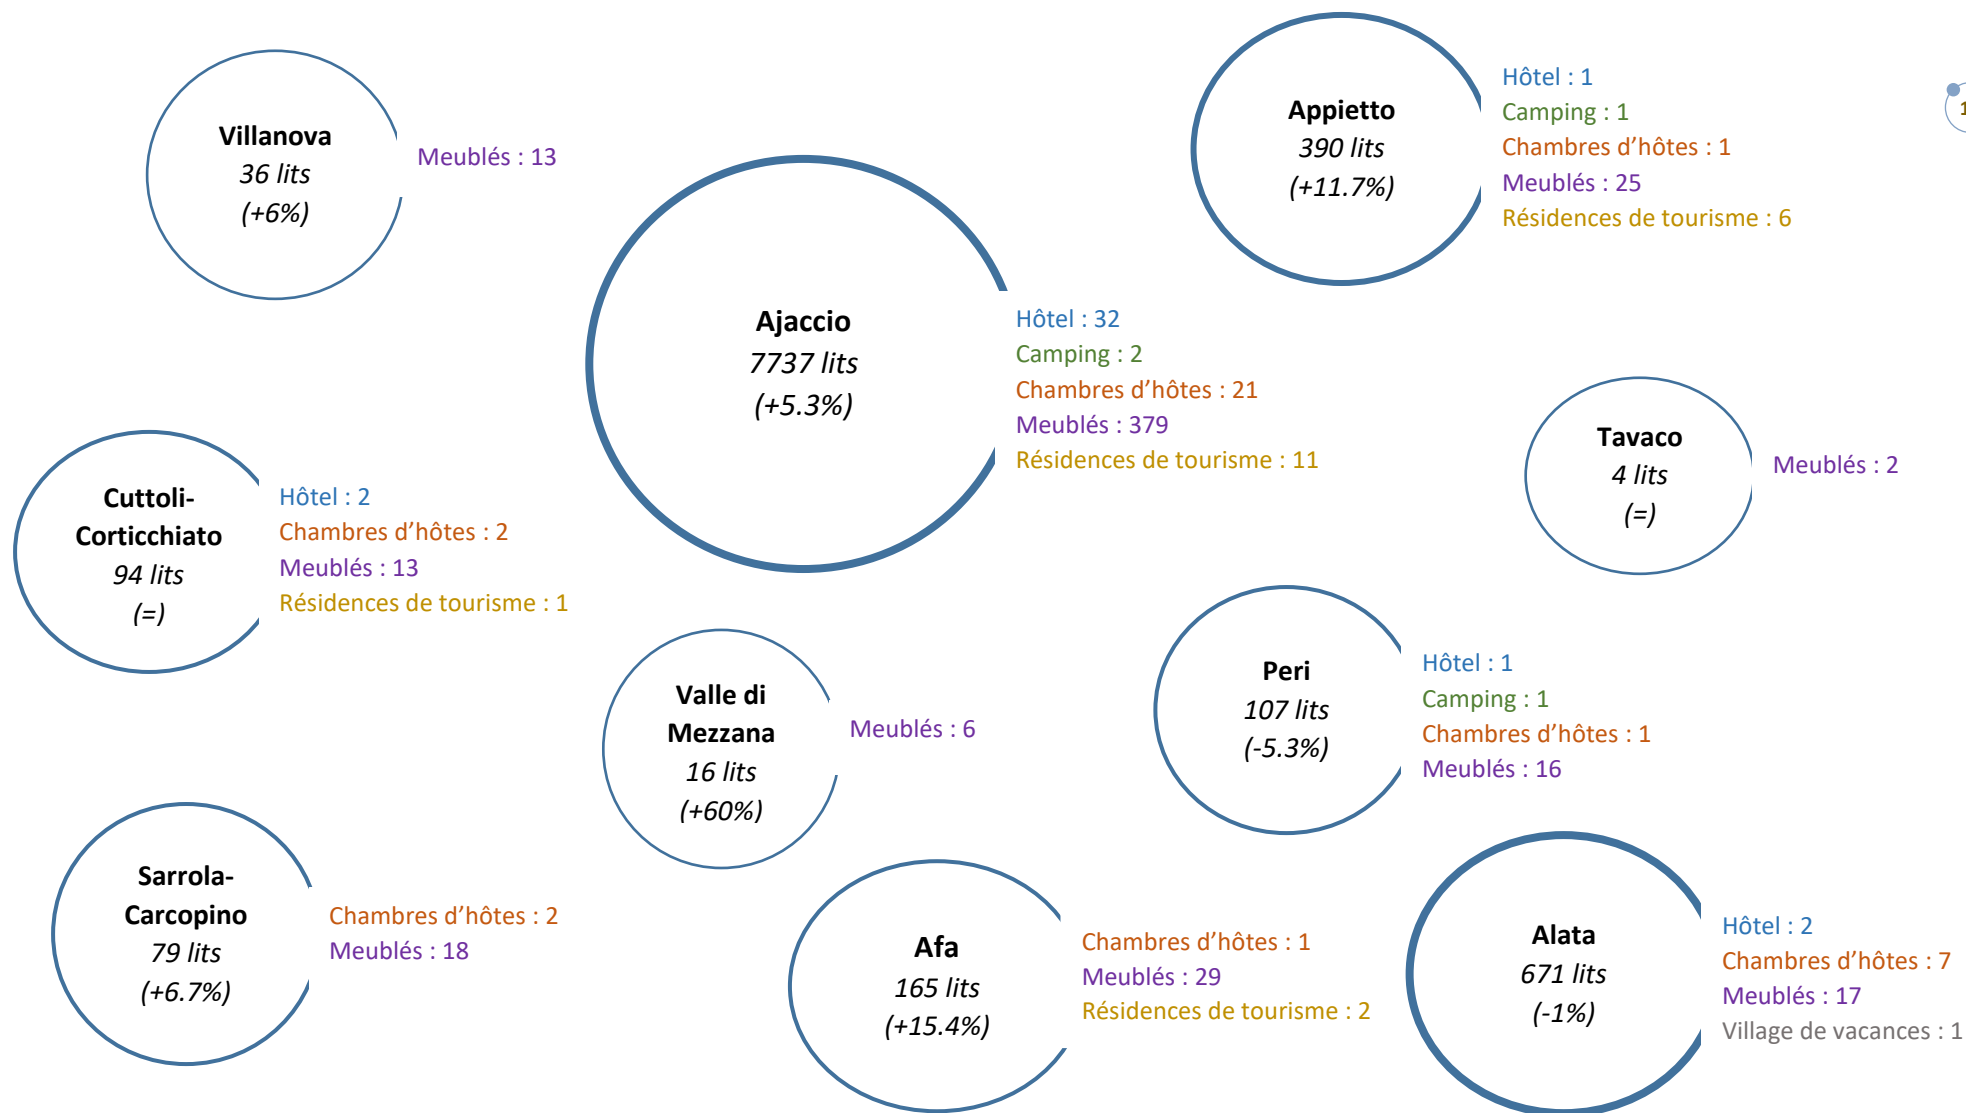 Villanova
36 lits
(+6%)
Meublés : 13
Appietto
390 lits
(+11.7%)
Hôtel : 1
Camping : 1
Chambres d’hôtes : 1
Meublés : 25
Résidences de tourisme : 6
1
Ajaccio
7737 lits
(+5.3%)
Hôtel : 32
Camping : 2
Chambres d’hôtes : 21
Meublés : 379
Résidences de tourisme : 11
Tavaco
4 lits
(=)
Meublés : 2
Cuttoli-
Corticchiato
94 lits
(=)
Hôtel : 2
Chambres d’hôtes : 2
Meublés : 13
Résidences de tourisme : 1
Valle di
Mezzana
16 lits
(+60%)
Meublés : 6
Peri
107 lits
(-5.3%)
Hôtel : 1
Camping : 1
Chambres d’hôtes : 1
Meublés : 16
Sarrola-
Carcopino
79 lits
(+6.7%)
Chambres d’hôtes : 2
Meublés : 18
Afa
165 lits
(+15.4%)
Chambres d’hôtes : 1
Meublés : 29
Résidences de tourisme : 2
Alata
671 lits
(-1%)
Hôtel : 2
Chambres d’hôtes : 7
Meublés : 17
Village de vacances : 1